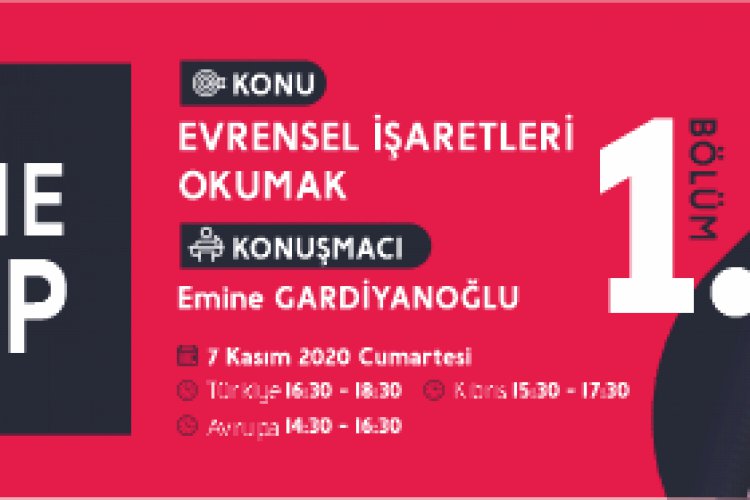 KONU
EVRENSEL İŞARETLERİ
OKUMAK
KONUŞMACI
Emine GARDİYANOĞLU
7 Kasım 2020 Cumartesi
Türkiye 16:30 - 18:30 Kıbrıs 15:30 - 17:30
Avrupa 14:30 - 16:30
1.
BÖLÜM